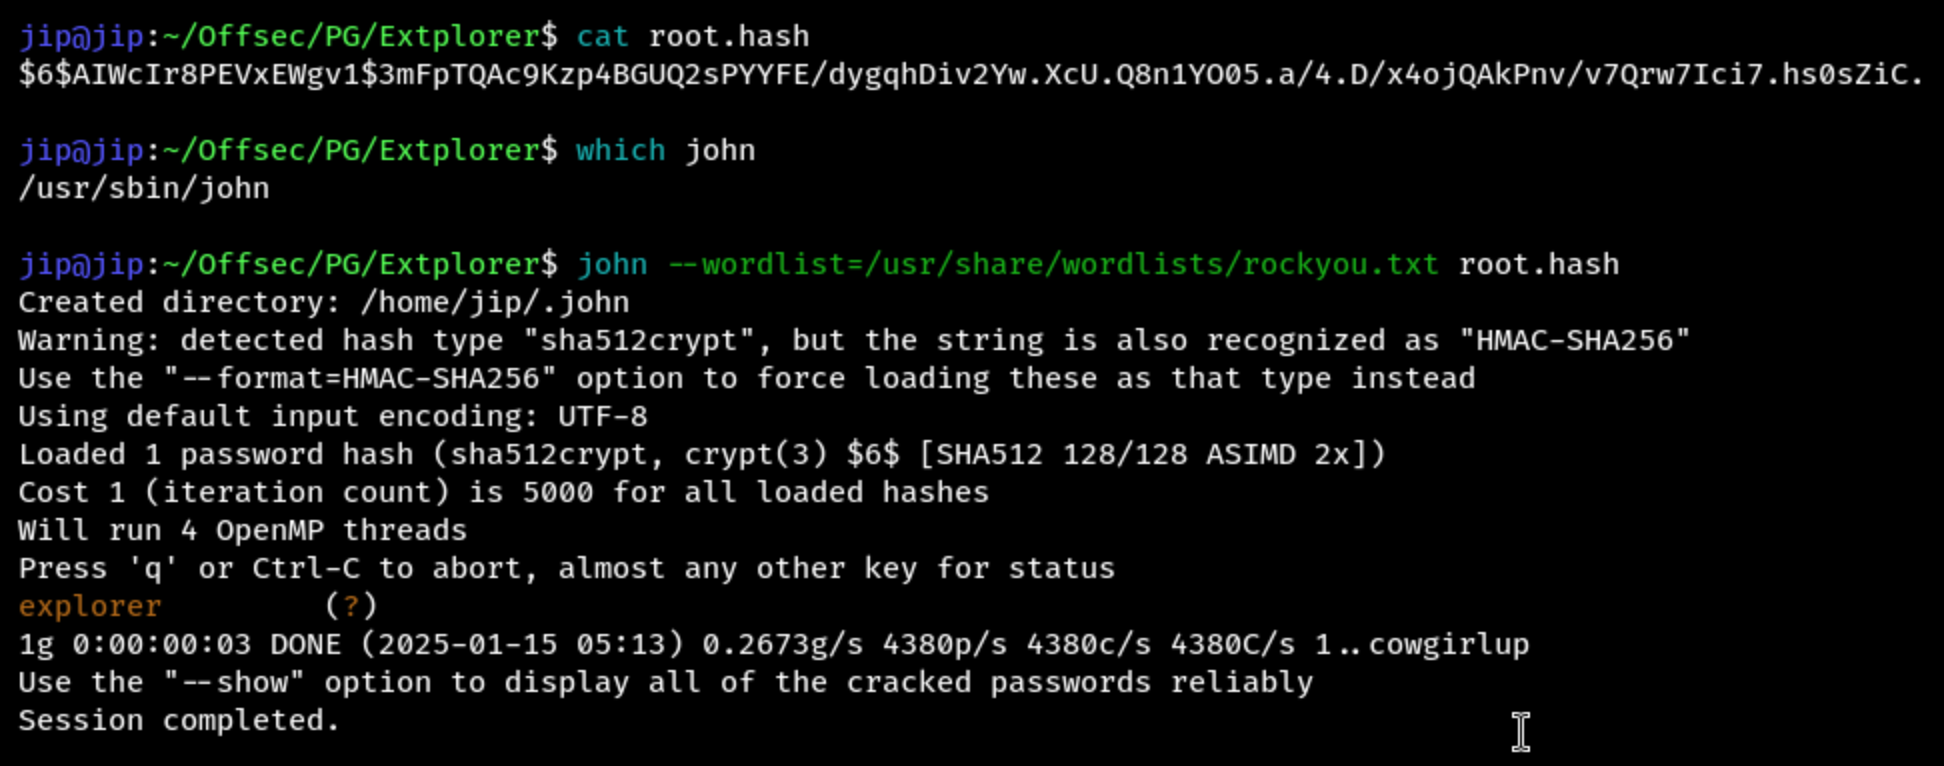 jip@jip:~/Offsec/PG/Extplorer$ cat root.hash
$6$AIWcIr8PEVxEWgv1$3mFpTQAc9Kzp4BGUQ2sPYYFE/dygqhDiv2Yw.XcU.Q8n1YO05.a/4.D/x4ojQAkPnv/v7Qrw7Ici7.hs0sZiC.
jip@jip:~/Offsec/PG/Extplorer$ which john
/usr/sbin/john
jip@jip:~/Offsec/PG/Extplorer$ john --wordlist=/usr/share/wordlists/rockyou.txt root.hash
Created directory: /home/jip/.john
Warning: detected hash type "sha512crypt", but the string is also recognized as "HMAC-SHA256"
Use the "--format=HMAC-SHA256" option to force loading these as that type instead
Using default input encoding: UTF-8
Loaded 1 password hash (sha512crypt, crypt(3) $6$ [SHA512 128/128 ASIMD 2x])
Cost 1 (iteration count) is 5000 for all loaded hashes
Will run 4 OpenMP threads
Press 'q' or Ctrl-C to abort, almost any other key for status
explorer         (?)
1g 0:00:00:03 DONE (2025-01-15 05:13) 0.2673g/s 4380p/s 4380c/s 4380C/s 1..cowgirlup
Use the "--show" option to display all of the cracked passwords reliably
Session completed.